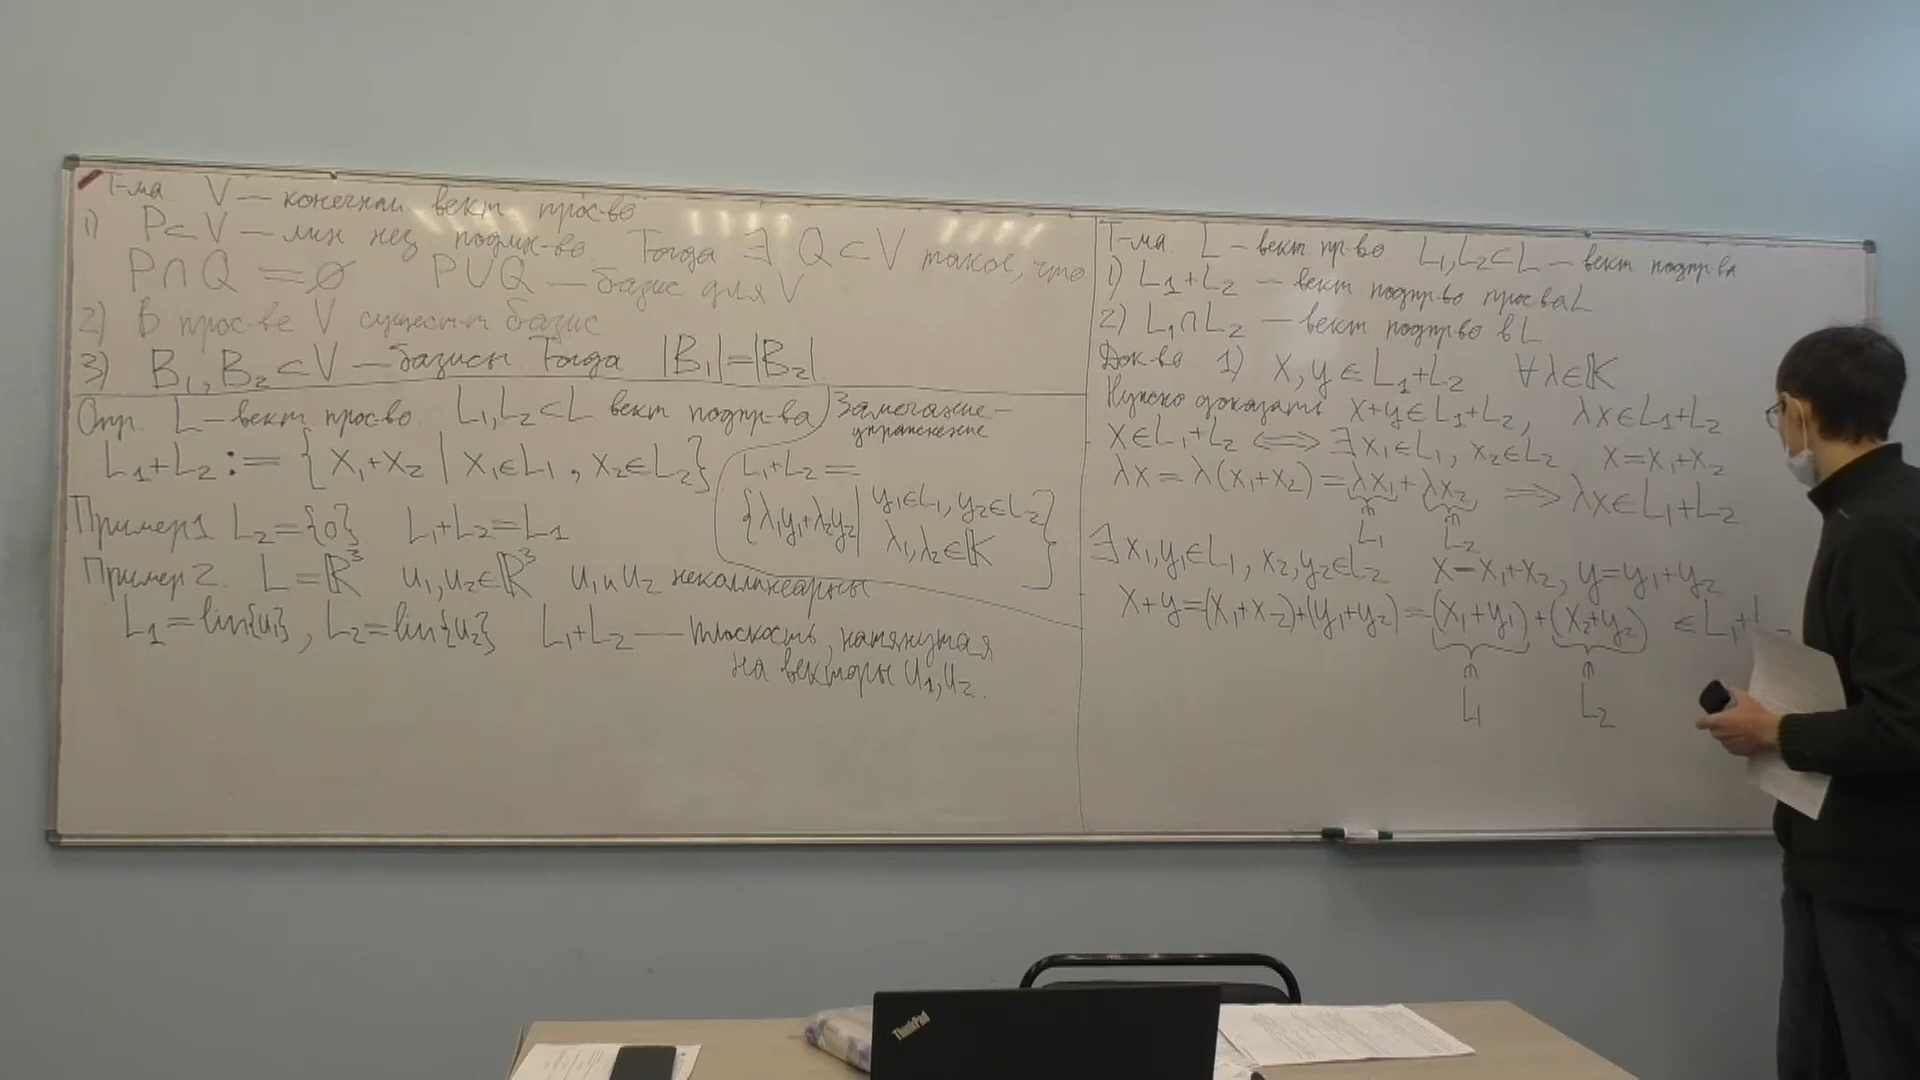 Т-ма V — конечном. вект. прос-во
1) P⊂V — лин нез подмн-во. Тогда ∃ Q⊂V такое, что
P∩Q = ∅ P∪Q — базис для V
2) В прос-ве V сущест-т базис
3) B₁, B₂ ⊂ V — базисы. Тогда |B₁|=|B₂|
Опр. L — вект. прос-во. L₁, L₂ ⊂ L вект подпр-ва
L₁+L₂ := {x₁+x₂ | x₁∈L₁, x₂∈L₂}
Замечание –
упражнение
L₁+L₂ =
{λ₁y₁+λ₂y₂ | y₁∈L₁, y₂∈L₂
λ₁,λ₂∈𝕂}
Пример 1 L₂={0} L₁+L₂=L₁
Пример 2. L=ℝ³ u₁,u₂∈ℝ³ u₁ и u₂ неколлинеарны
L₁=lin{u₁}, L₂=lin{u₂} L₁+L₂ — плоскость, натянутая
на векторы u₁,u₂.
Т-ма. L — вект пр-во. L₁,L₂⊂L — вект подпр-ва
1) L₁+L₂ — вект подпр-во прос-ва L
2) L₁∩L₂ — вект подпр-во в L
Док-во 1) x,y∈L₁+L₂ ∀λ∈𝕂
Нужно доказать x+y∈L₁+L₂, λx∈L₁+L₂
x∈L₁+L₂ ⟺ ∃x₁∈L₁, x₂∈L₂ x=x₁+x₂
λx = λ(x₁+x₂) = λx₁ + λx₂ ⟹ λx∈L₁+L₂
L₁ L₂
∃ x₁,y₁∈L₁, x₂,y₂∈L₂ x=x₁+x₂, y=y₁+y₂
x+y=(x₁+x₂)+(y₁+y₂)=(x₁+y₁)+(x₂+y₂) ∈L₁+L₂
L₁ L₂
ThinkPad